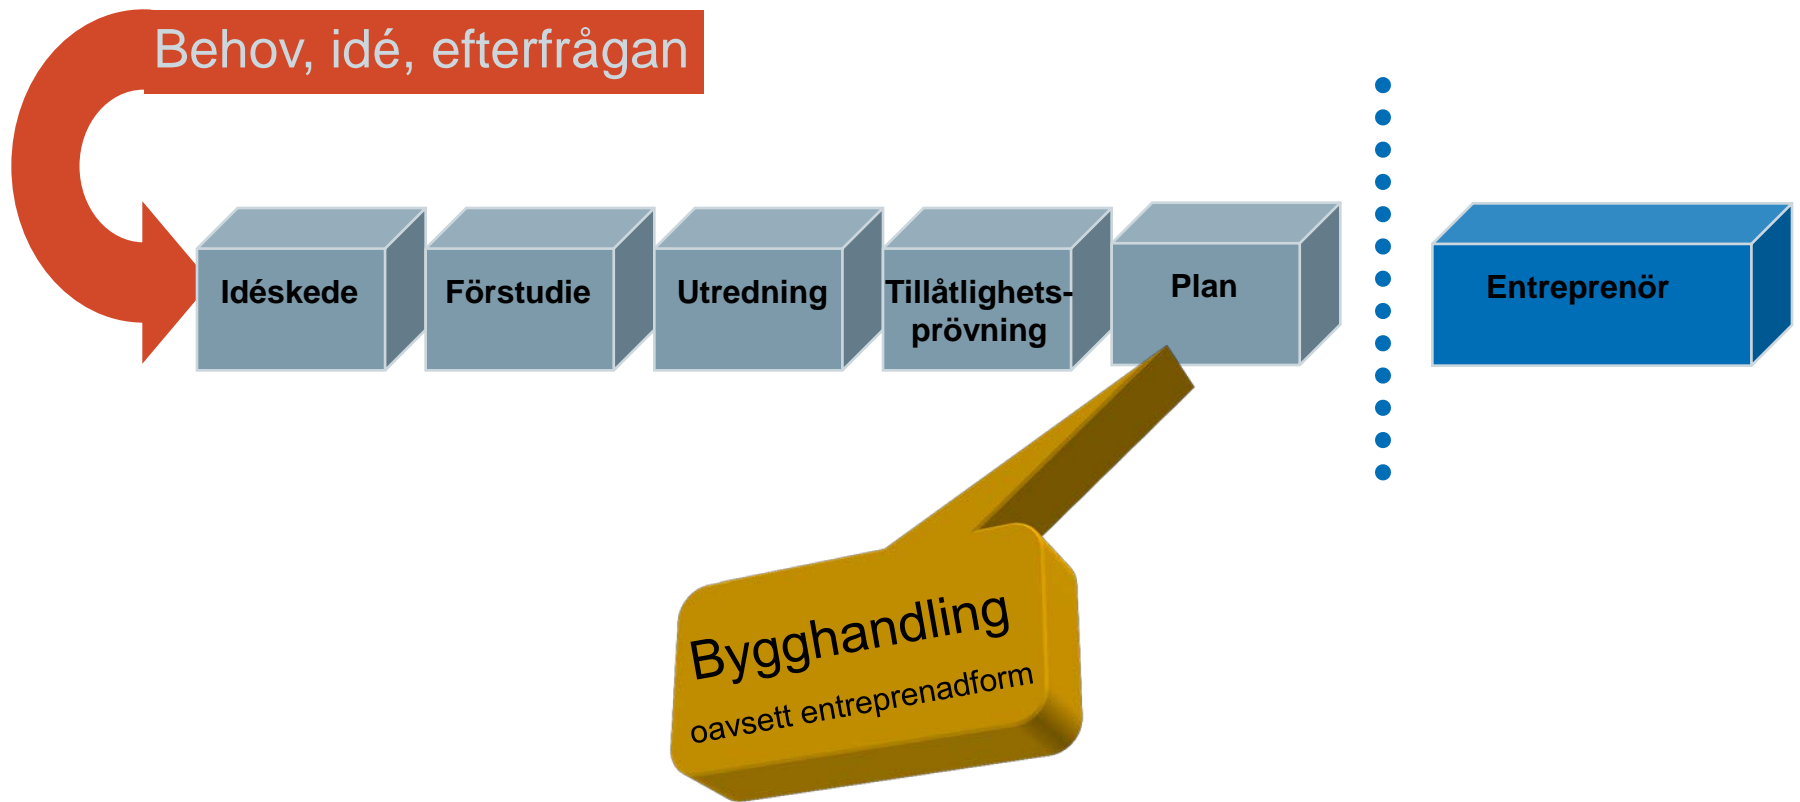 Behov, idé, efterfrågan
Idéskede
Förstudie
Utredning
Tillåtlighets-
prövning
Plan
Entreprenör
Bygghandling
oavsett entreprenadform